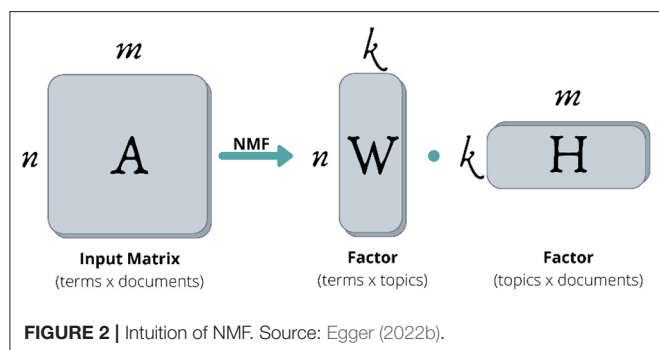 m
n
A
NMF
k
n
W
k
m
H
Input Matrix
(terms x documents)
Factor
(terms x topics)
Factor
(topics x documents)
FIGURE 2 | Intuition of NMF. Source: Egger (2022b).